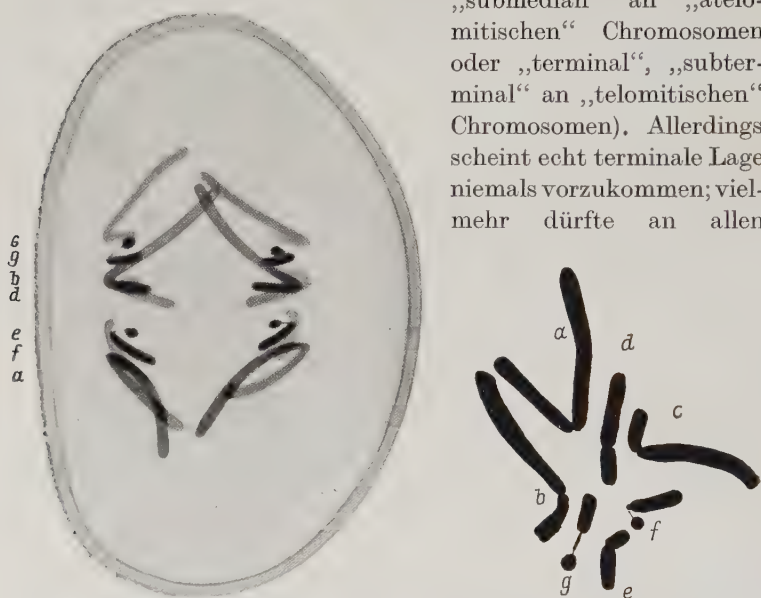 „submedian“ an „atelo-
mitischen“ Chromosomen
oder „terminal“, „subter-
minal“ an „telomitischen“
Chromosomen). Allerdings
scheint echt terminale Lage
niemals vorzukommen; viel-
mehr dürfte an allen
c
g
b
d
e
f
a
a
d
c
b
f
g
e